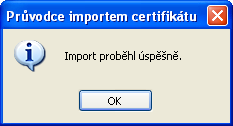 Průvodce importem certifikátu
Import proběhl úspěšně.
OK